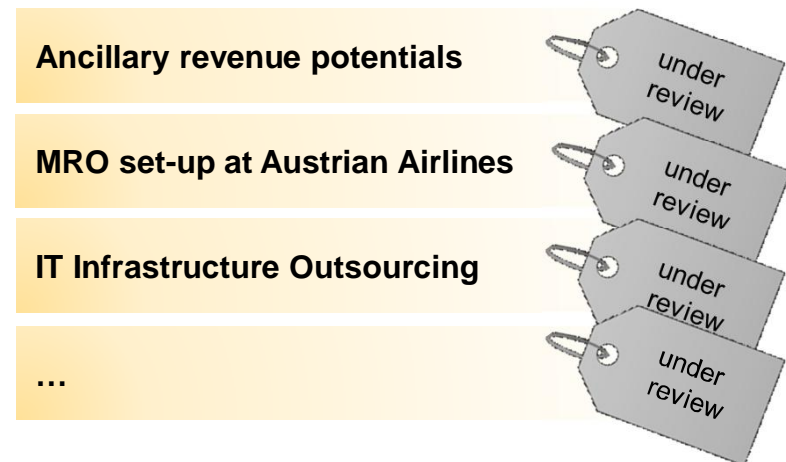 Ancillary revenue potentials
under
review
MRO set-up at Austrian Airlines
under
review
IT Infrastructure Outsourcing
under
review
…
under
review